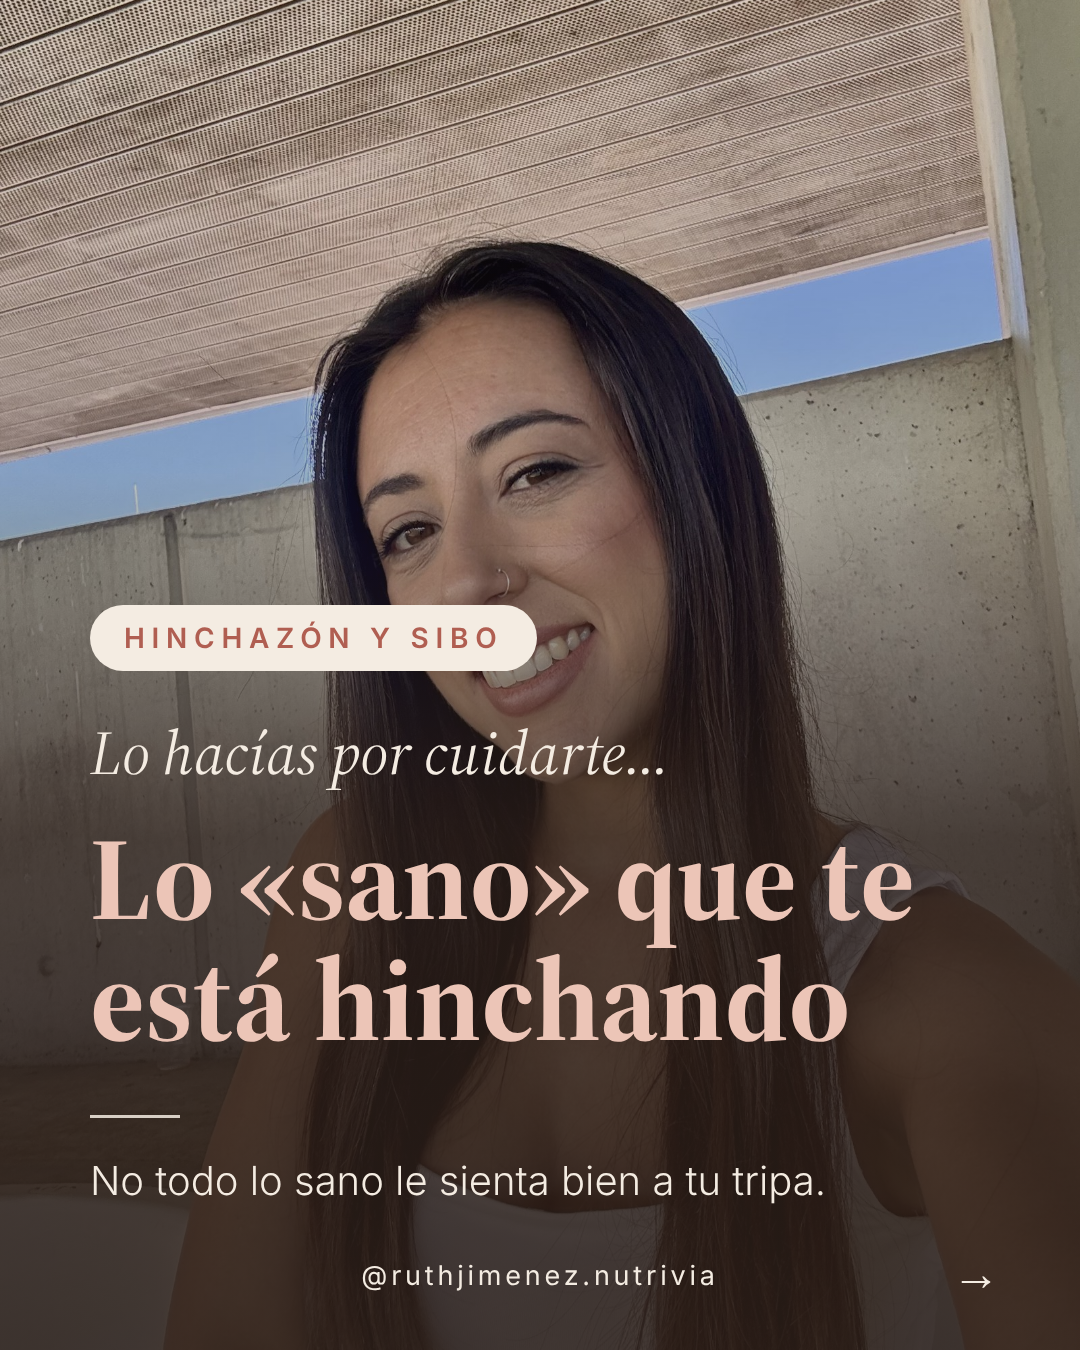 HINCHAZÓN Y SIBO
Lo hacías por cuidarte...
Lo «sano» que te
está hinchando
No todo lo sano le sienta bien a tu tripa.
@ruthjimenez.nutrivia
→